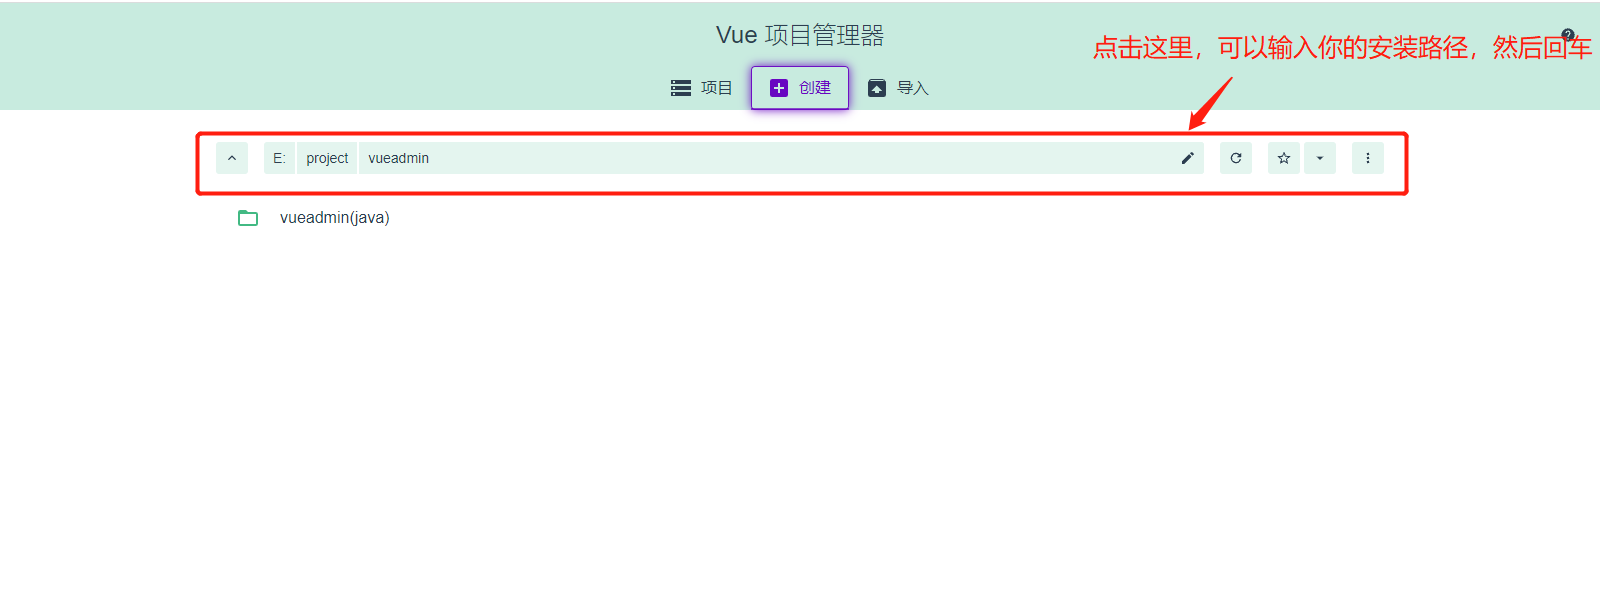 Vue 项目管理器
点击这里，可以输入你的安装路径，然后回车
项目 创建 导入
E: project vueadmin
vueadmin(java)